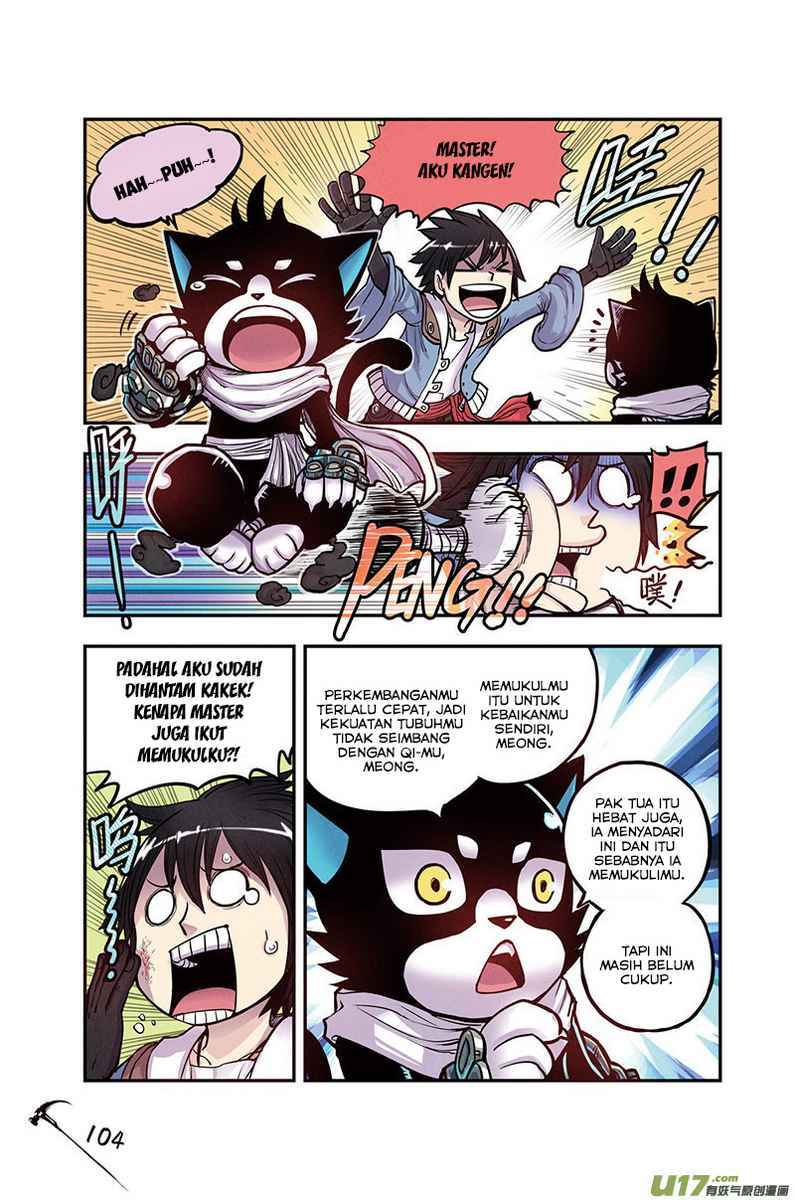 HAH~~PUH~~!
MASTER!
AKU KANGEN!
哇!!
呼!
PENG!!
!!
噗!
PADAHAL AKU SUDAH
DIHANTAM KAKEK!
KENAPA MASTER
JUGA IKUT
MEMUKULKU?!
MEMUKULMU
ITU UNTUK
KEBAIKANMU
SENDIRI,
MEONG.
PERKEMBANGANMU
TERLALU CEPAT, JADI
KEKUATAN TUBUHMU
TIDAK SEIMBANG
DENGAN QI-MU,
MEONG.
PAK TUA ITU
HEBAT JUGA,
IA MENYADARI
INI DAN ITU
SEBABNYA IA
MEMUKULIMU.
TAPI INI
MASIH BELUM
CUKUP.
104
U17.com
有妖气原创漫画